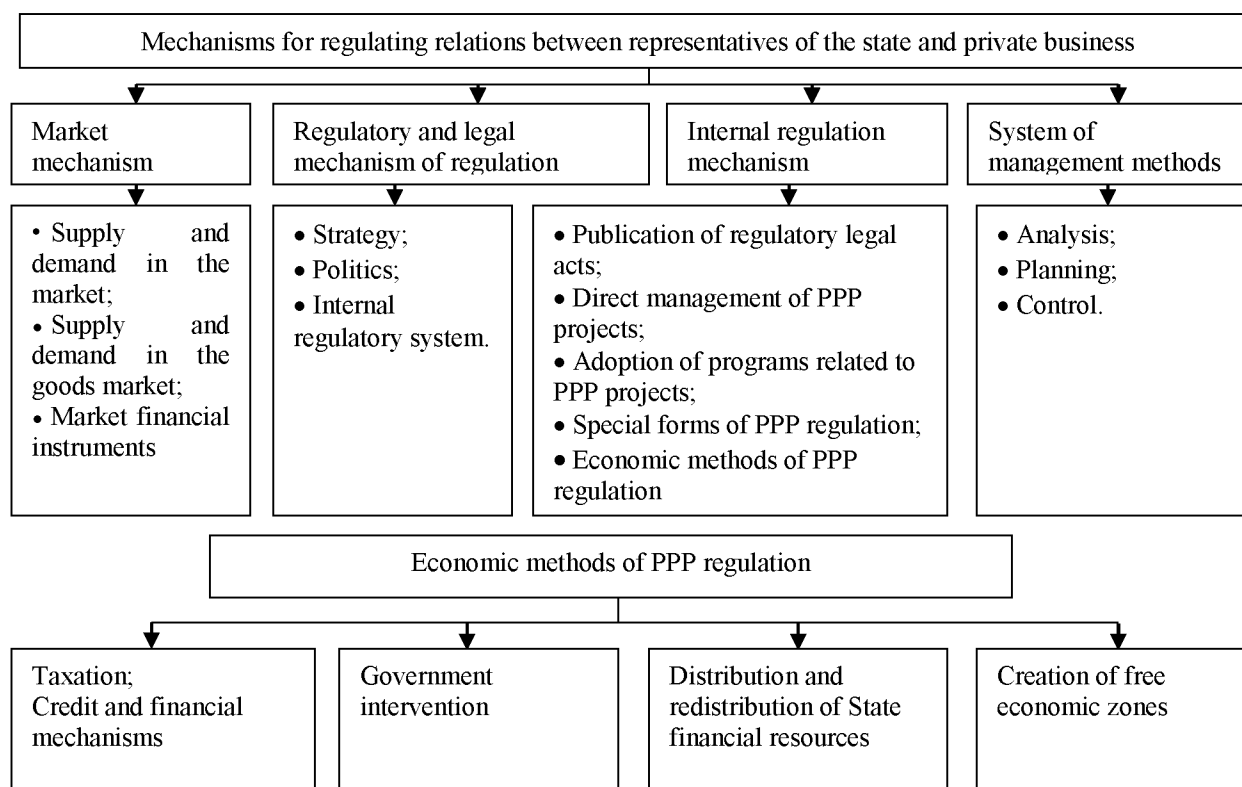 Mechanisms for regulating relations between representatives of the state and private business
Market
mechanism
Regulatory and legal
mechanism of regulation
Internal regulation
mechanism
System of
management methods
• Supply and
demand in the
market;
• Supply and
demand in the
goods market;
• Market financial
instruments
• Strategy;
• Politics;
• Internal
regulatory system.
• Publication of regulatory legal
acts;
• Direct management of PPP
projects;
• Adoption of programs related to
PPP projects;
• Special forms of PPP regulation;
• Economic methods of PPP
regulation
• Analysis;
• Planning;
• Control.
Economic methods of PPP regulation
Taxation;
Credit and financial
mechanisms
Government
intervention
Distribution and
redistribution of State
financial resources
Creation of free
economic zones